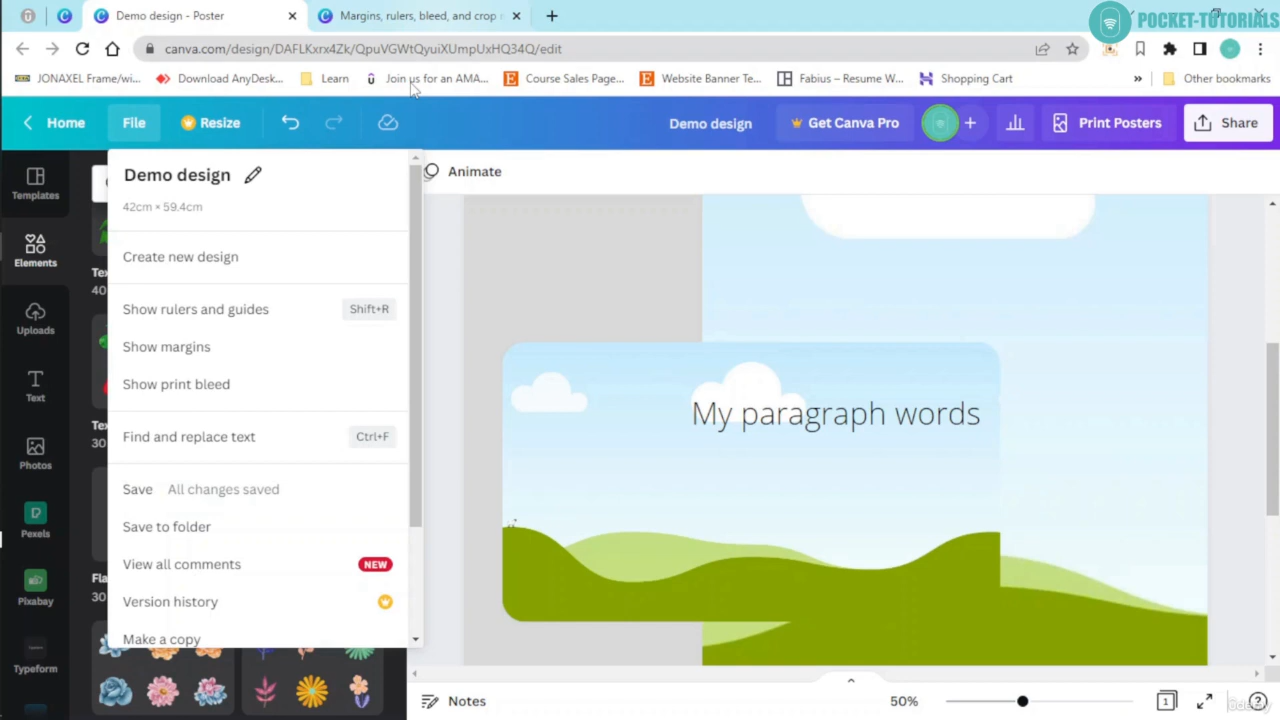 Demo design - Poster
Margins, rulers, bleed, and crop
POCKET-TUTORIALS
canva.com/design/DAFLKxrx4Zk/QpuVGWtQyuiXUmpUxHQ34Q/edit
JONAXEL Frame/wi...
Download AnyDesk...
Learn
Join us for an AMA...
Course Sales Page...
Website Banner Te...
Fabius – Resume W...
Shopping Cart
Other bookmarks
Home
File
Resize
Demo design
Get Canva Pro
Print Posters
Share
Animate
Templates
Elements
Uploads
Text
Photos
Pexels
Pixabay
Typeform
Demo design
42cm × 59.4cm
Create new design
Show rulers and guides Shift+R
Show margins
Show print bleed
Find and replace text Ctrl+F
Save All changes saved
Save to folder
View all comments NEW
Version history
Make a copy
My paragraph words
Notes
50%
1